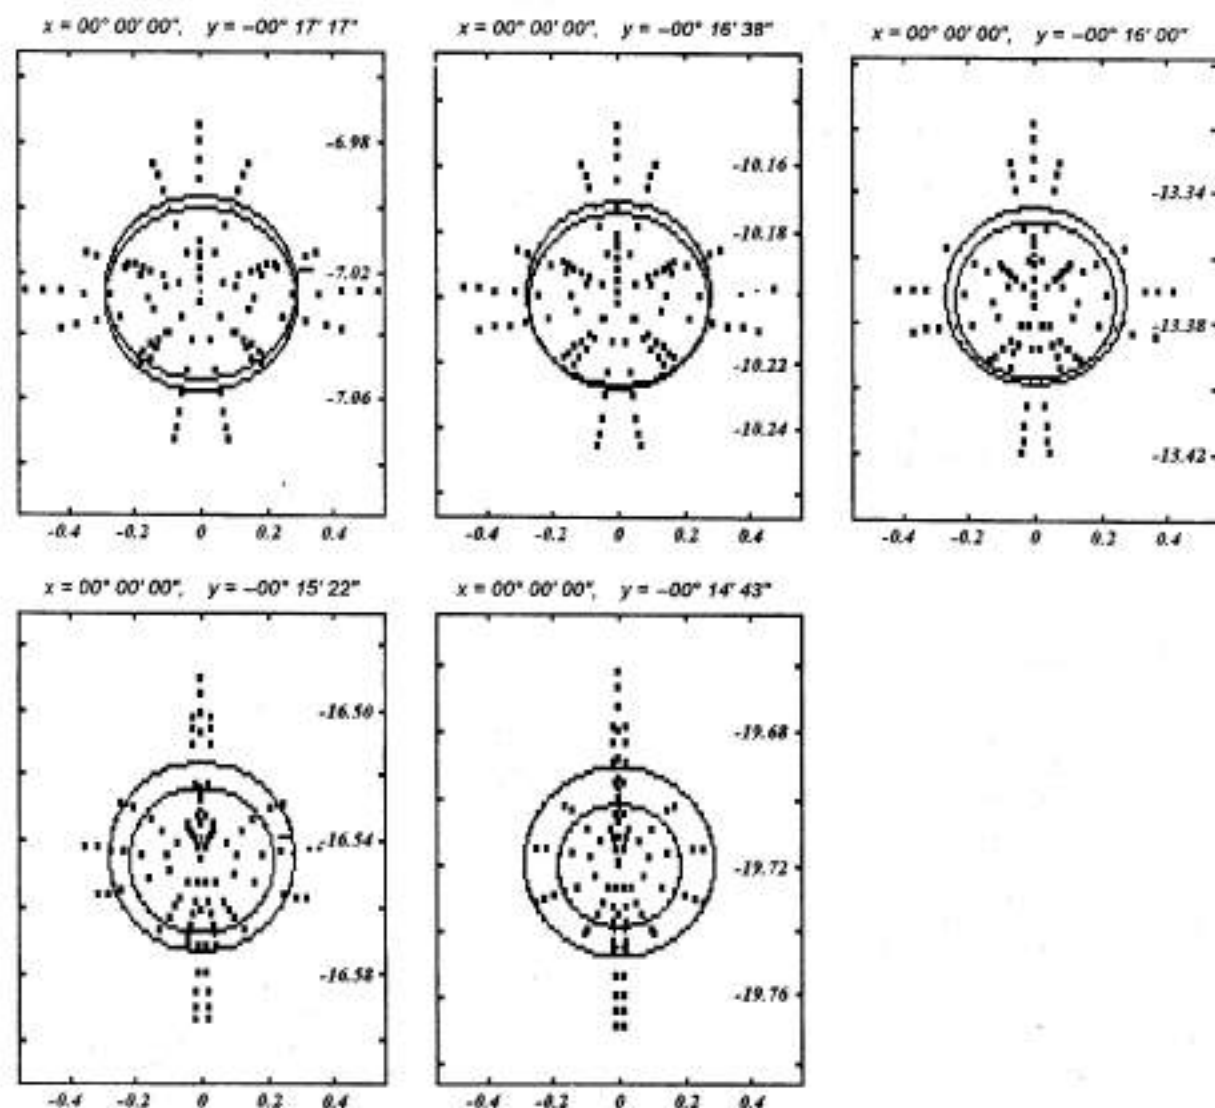 x = 00° 00' 00", y = –00° 17' 17"
x = 00° 00' 00", y = –00° 16' 38"
x = 00° 00' 00", y = –00° 16' 00"
-6.98
-7.02
-7.06
-0.4 -0.2 0 0.2 0.4
-10.16
-10.18
-10.22
-10.24
-0.4 -0.2 0 0.2 0.4
-13.34
-13.38
-13.42
-0.4 -0.2 0 0.2 0.4
x = 00° 00' 00", y = –00° 15' 22"
x = 00° 00' 00", y = –00° 14' 43"
-16.50
-16.54
-16.58
-0.4 -0.2 0 0.2 0.4
-19.68
-19.72
-19.76
-0.4 -0.2 0 0.2 0.4